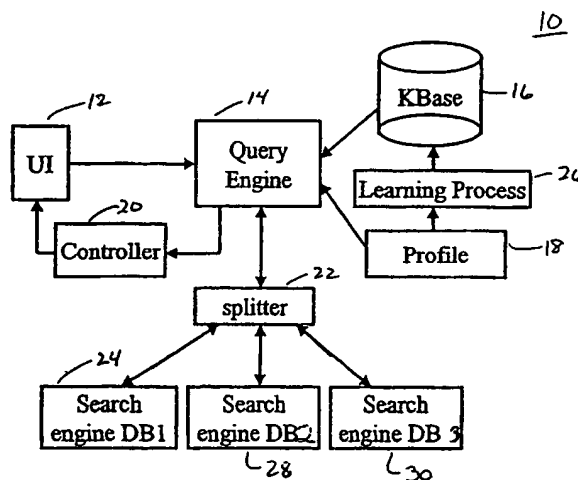 10
12
14
KBase
16
UI
Query
Engine
20
Learning Process
26
Controller
Profile
18
22
splitter
24
Search
engine DB1
Search
engine DB2
Search
engine DB 3
28
30